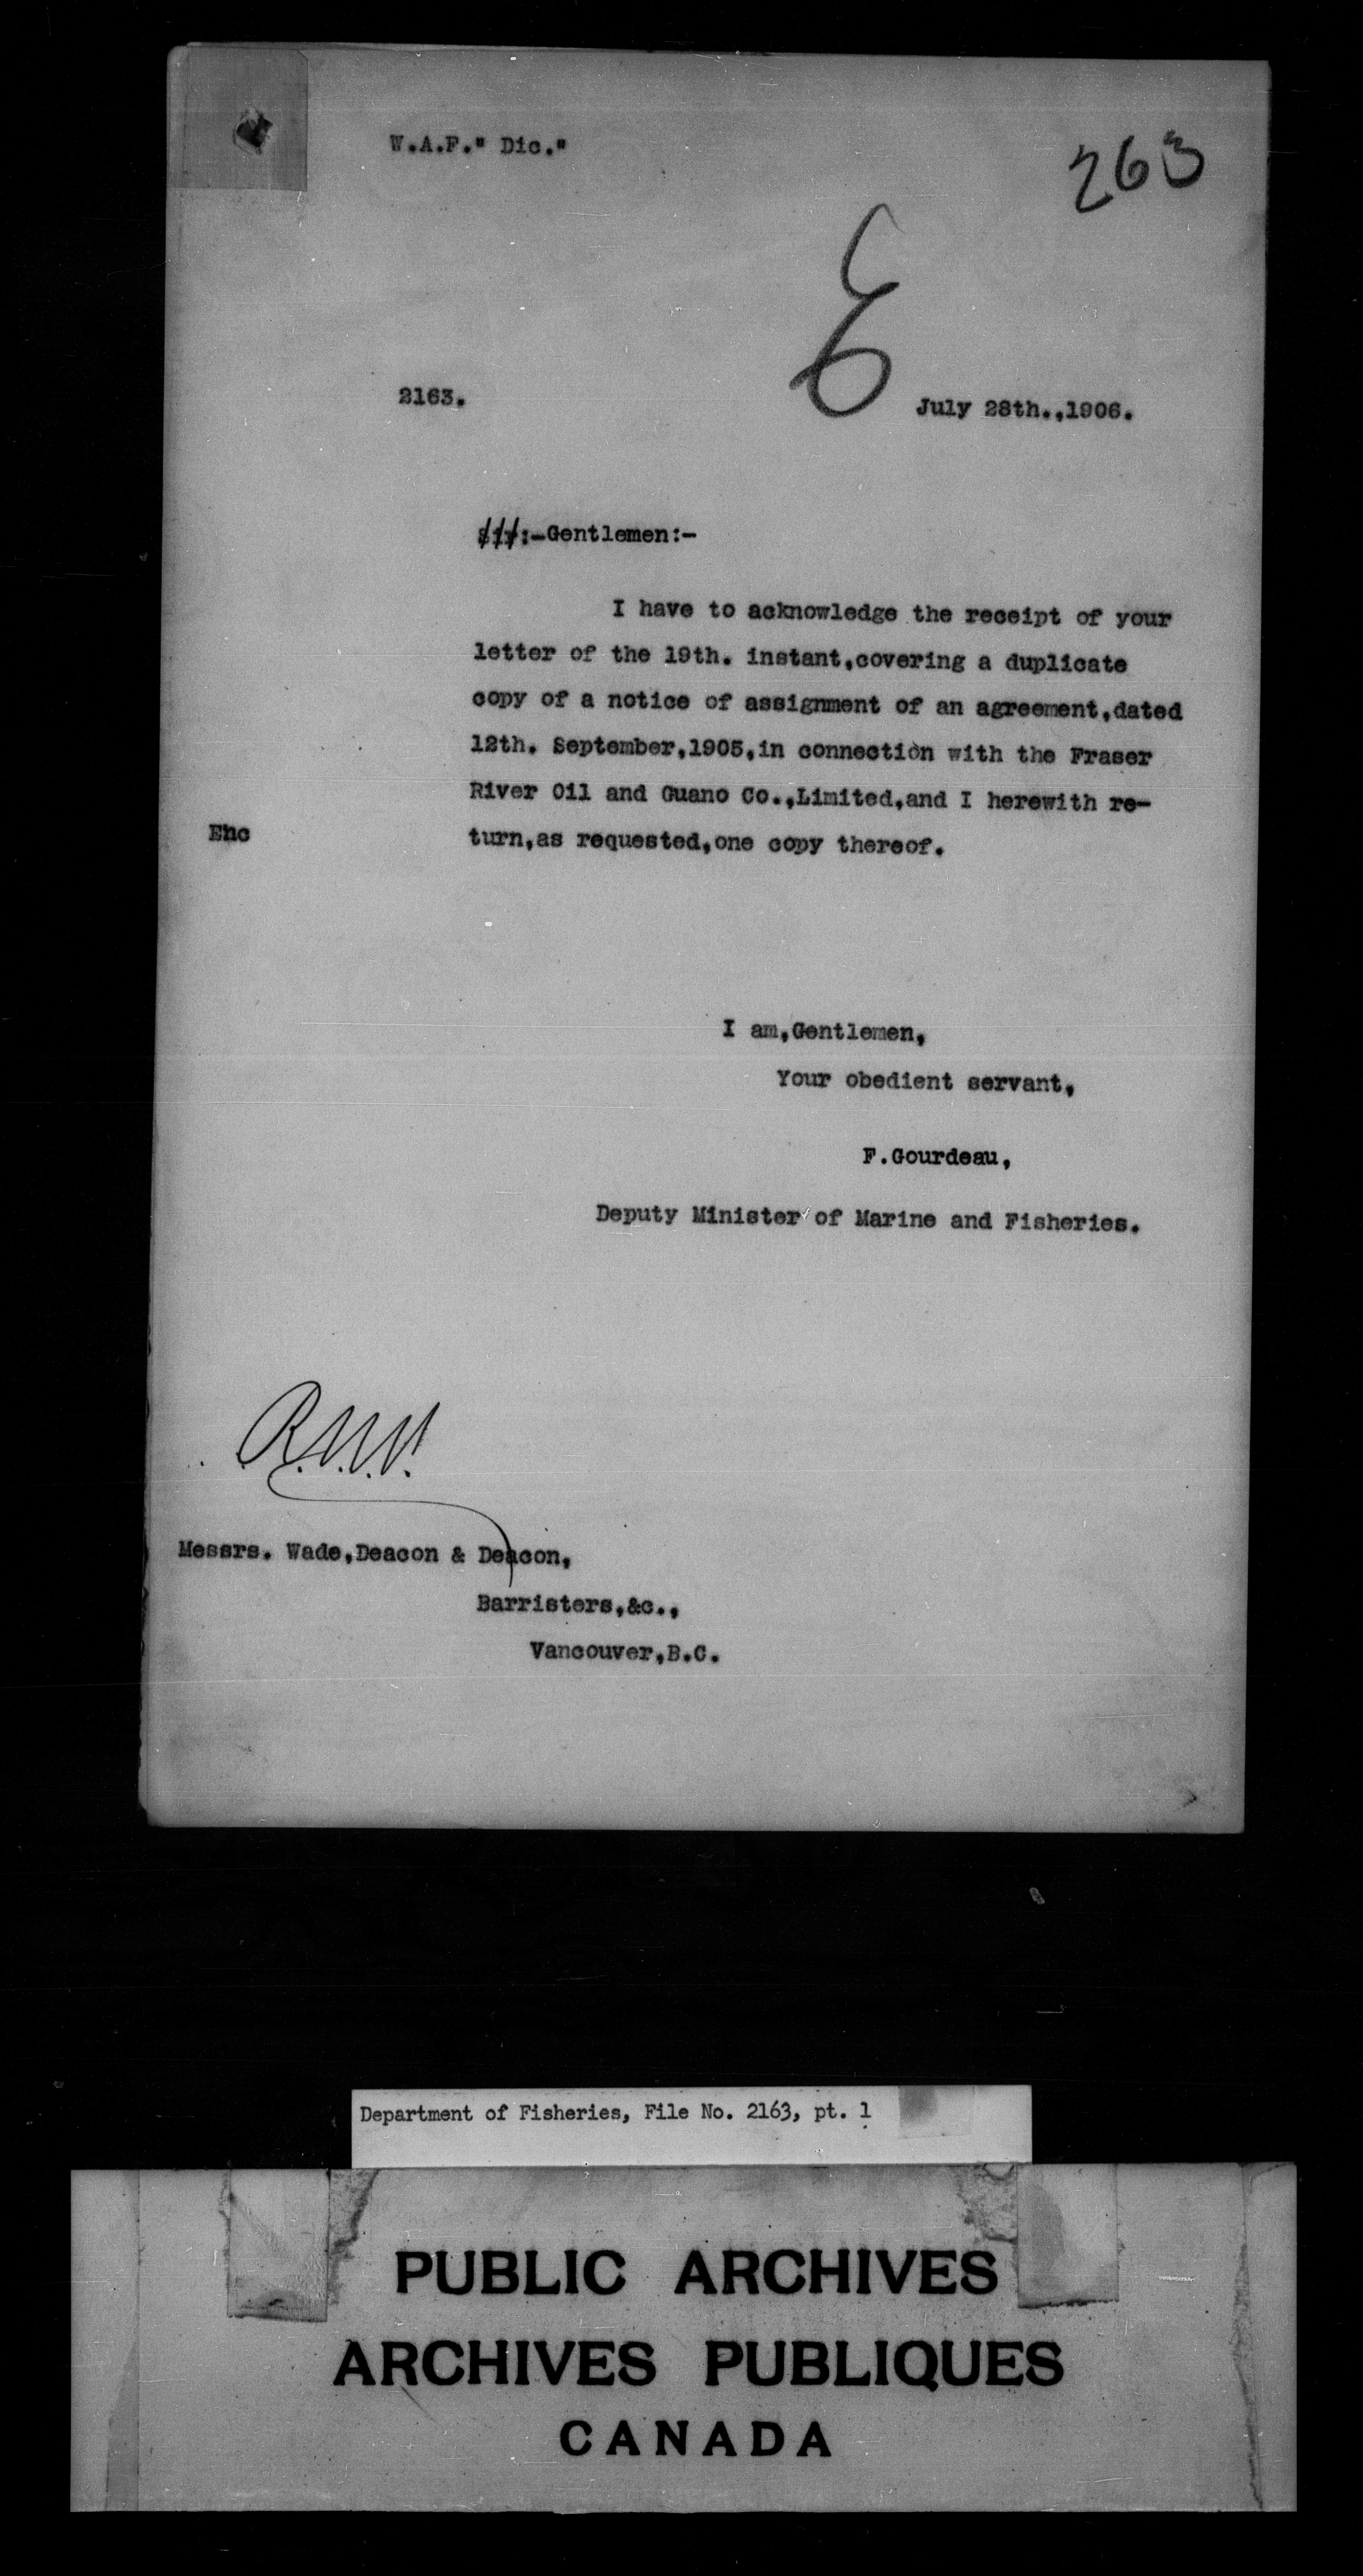 W.A.F." Dic."
263
E
2163.
July 28th.,1906.
Sir:-Gentlemen:-
I have to acknowledge the receipt of your
letter of the 19th. instant,covering a duplicate
copy of a notice of assignment of an agreement,dated
12th. September,1905,in connection with the Fraser
River Oil and Guano Co.,Limited,and I herewith re-
Enc
turn,as requested,one copy thereof.
I am,Gentlemen,
Your obedient servant,
F.Gourdeau,
Deputy Minister of Marine and Fisheries.
Messrs. Wade,Deacon & Deacon,
Barristers,&c.,
Vancouver,B.C.
Department of Fisheries, File No. 2163, pt. 1
PUBLIC ARCHIVES
ARCHIVES PUBLIQUES
CANADA